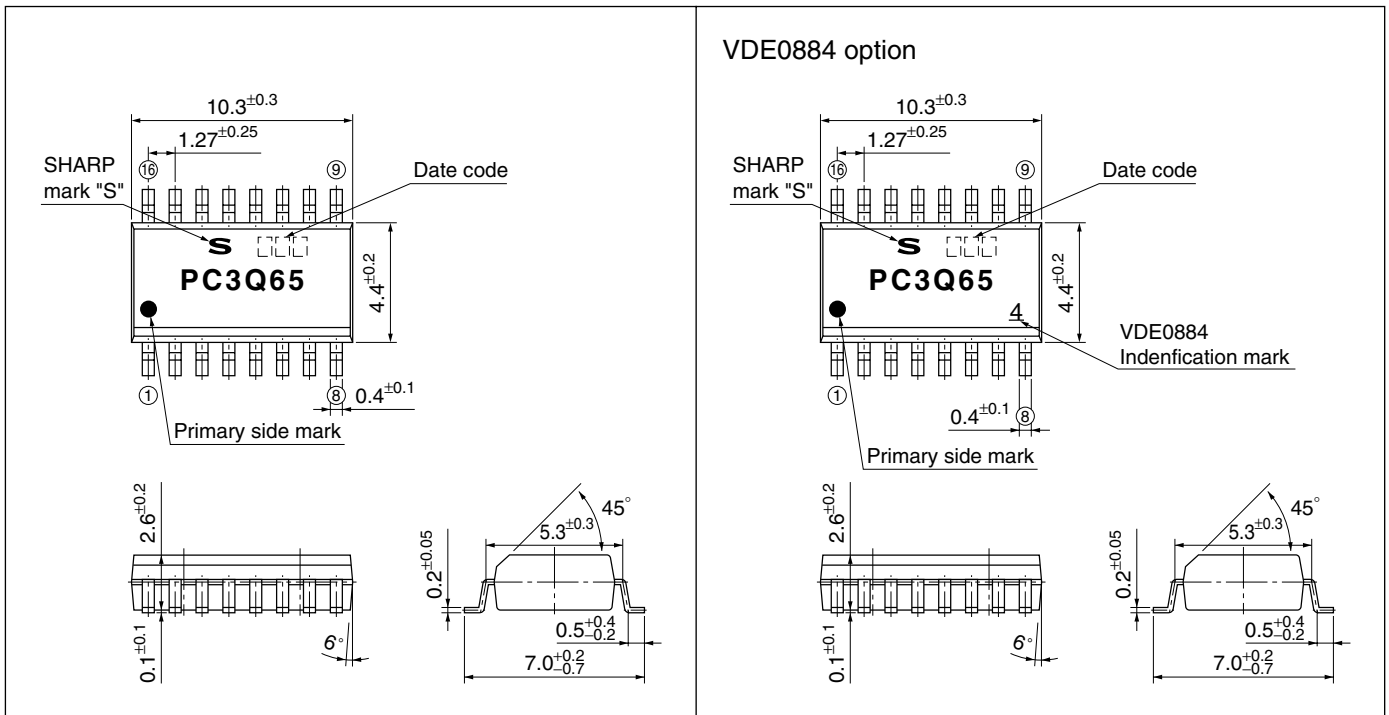 10.3±0.3
1.27±0.25
SHARP
mark "S"
16
9
Date code
S
PC3Q65
4.4±0.2
1
8
0.4±0.1
Primary side mark
2.6±0.2
0.1±0.1
6°
45°
5.3±0.3
0.2±0.05
0.5+0.4−0.2
7.0+0.2−0.7
VDE0884 option
10.3±0.3
1.27±0.25
SHARP
mark "S"
16
9
Date code
S
PC3Q65
4
4.4±0.2
VDE0884
Indenfication mark
1
8
0.4±0.1
Primary side mark
2.6±0.2
0.1±0.1
6°
45°
5.3±0.3
0.2±0.05
0.5+0.4−0.2
7.0+0.2−0.7